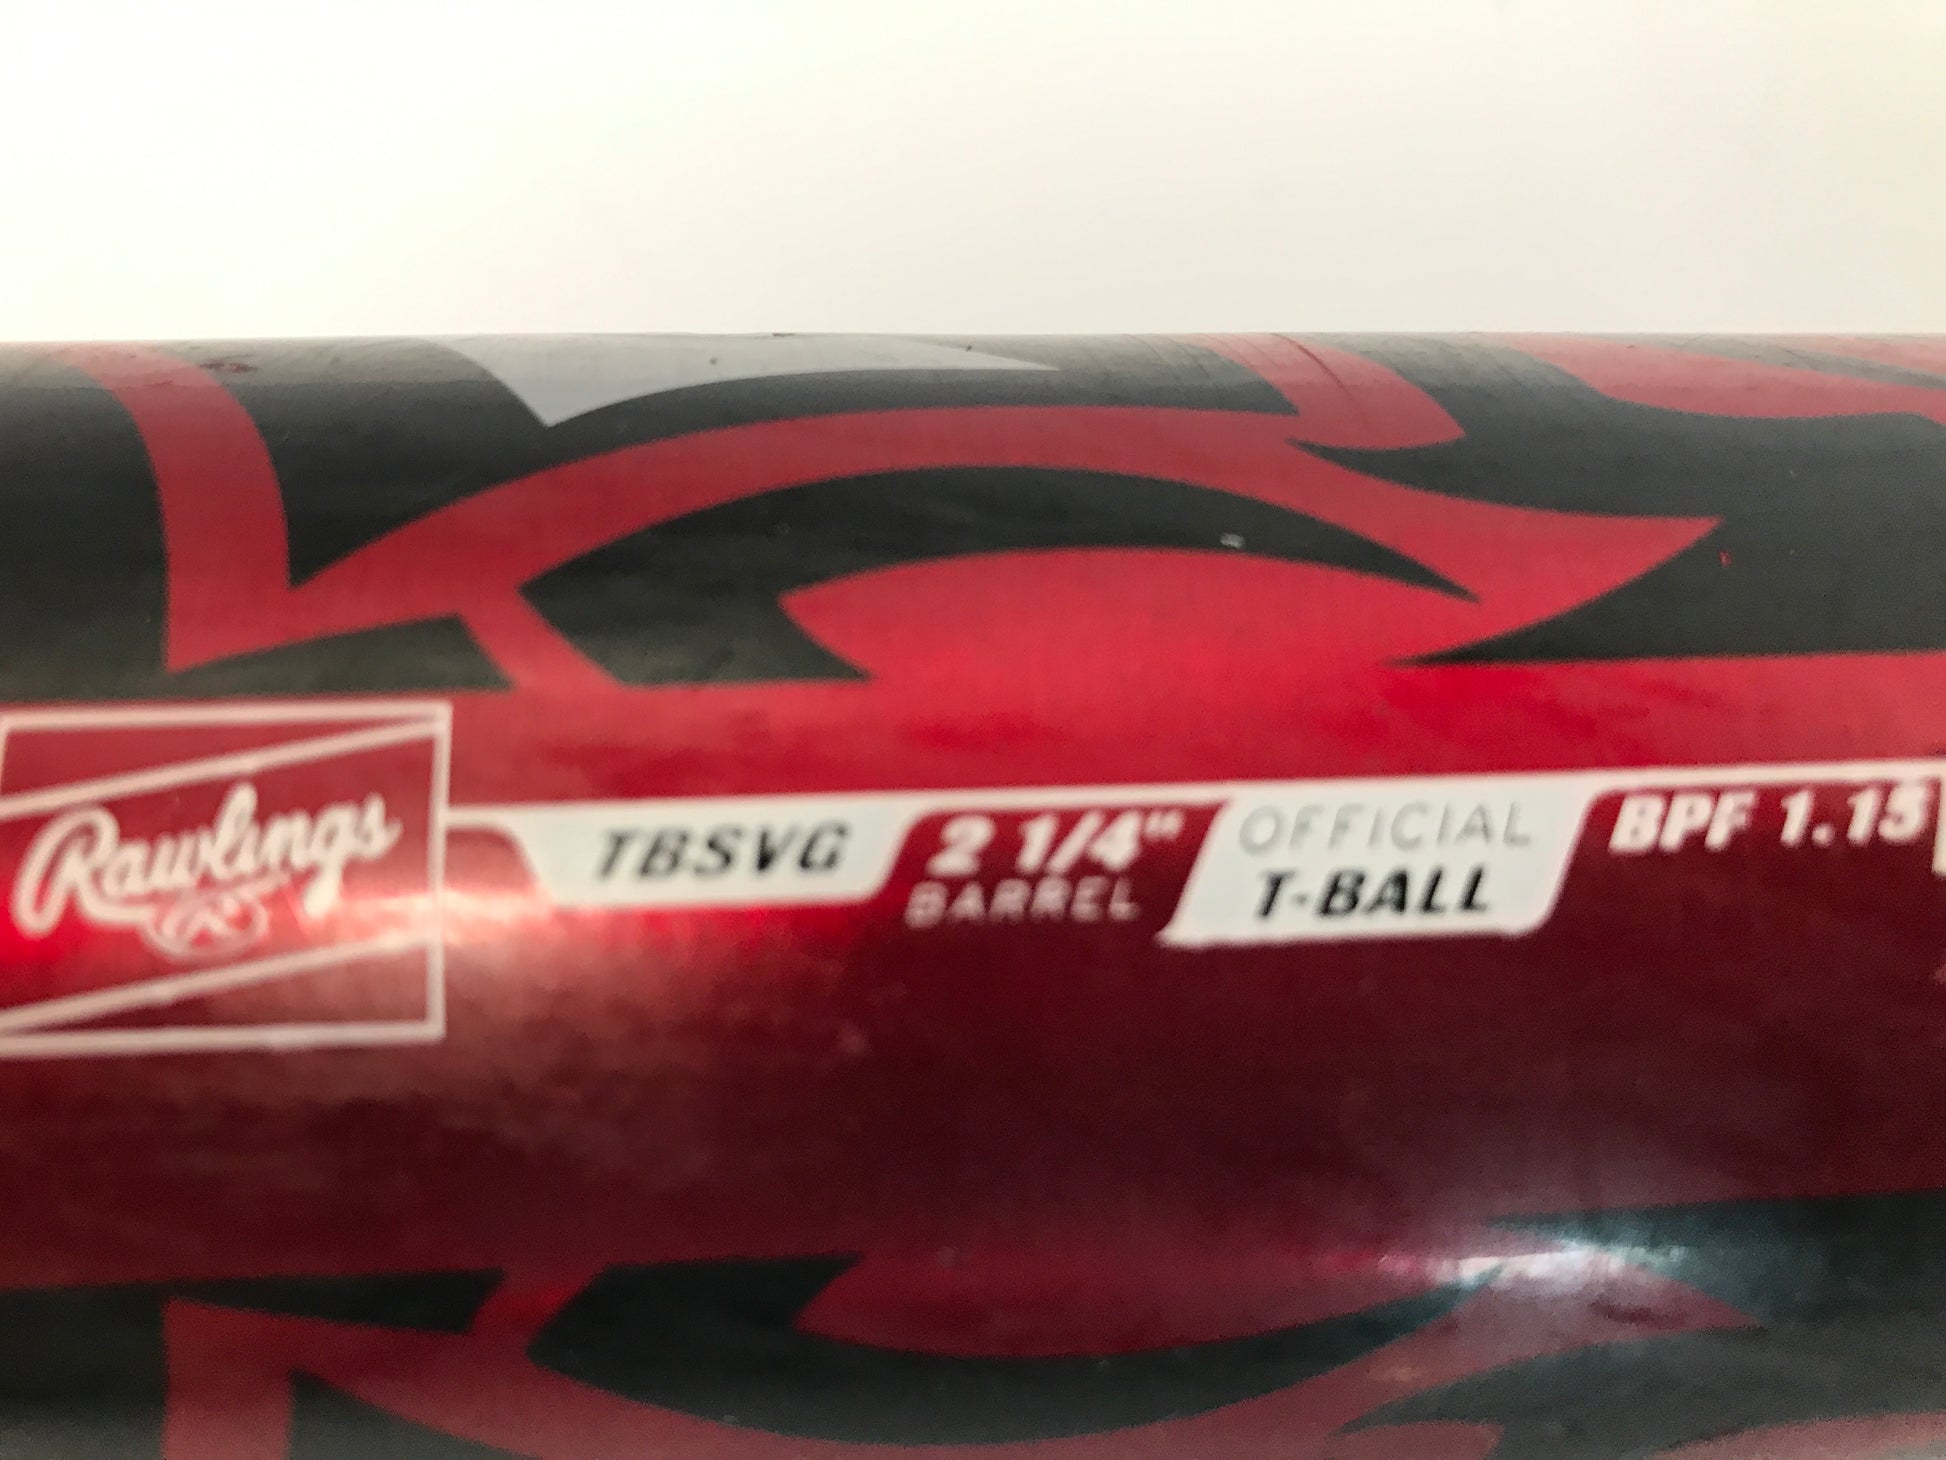 Rawlings
R
TBSVG
2 1/4"
BARREL
OFFICIAL
T-BALL
BPF 1.15